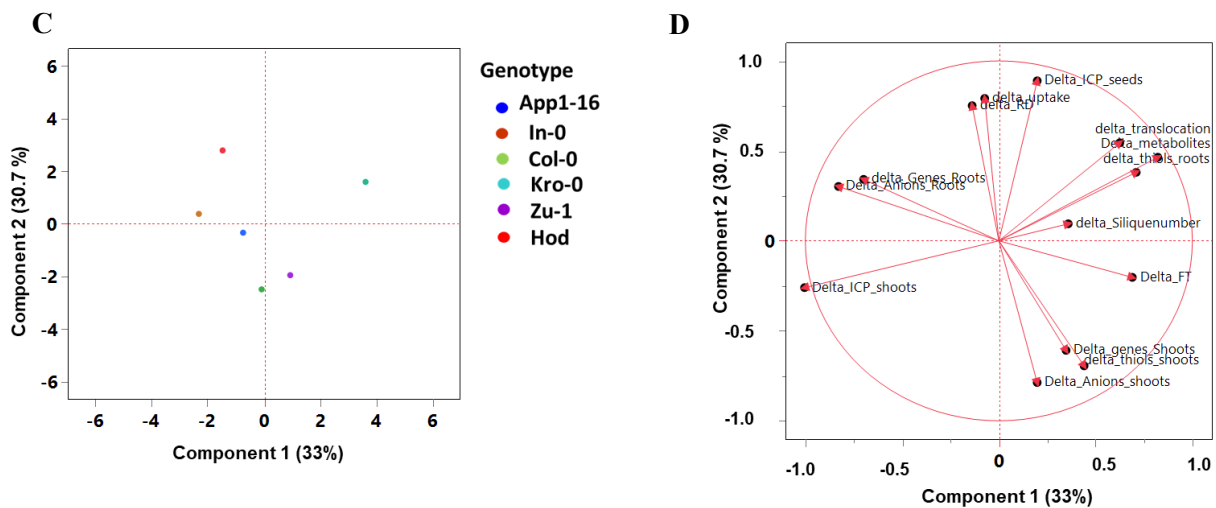 C
6
4
2
0
-2
-4
-6
Component 2 (30.7 %)
-6
-4
-2
0
2
4
6
Component 1 (33%)
Genotype
App1-16
In-0
Col-0
Kro-0
Zu-1
Hod
D
1.0
0.5
0
-0.5
-1.0
Component 2 (30.7 %)
Delta_ICP_seeds
delta_uptake
delta_RD
delta_translocation
Delta_metabolites
delta_thiols_roots
delta_Genes_Roots
Delta_Anions_Roots
delta_Siliquenumber
Delta_FT
Delta_ICP_shoots
Delta_genes_Shoots
delta_thiols_shoots
Delta_Anions_shoots
-1.0
-0.5
0
0.5
1.0
Component 1 (33%)